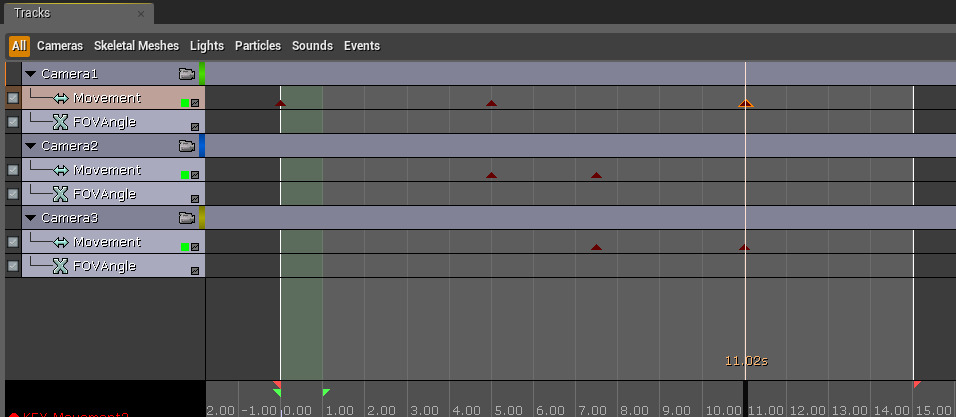 Tracks ×
All Cameras Skeletal Meshes Lights Particles Sounds Events
Camera1
Movement
FOVAngle
Camera2
Movement
FOVAngle
Camera3
Movement
FOVAngle
11.02s
2.00 -1.00 0.00 1.00 2.00 3.00 4.00 5.00 6.00 7.00 8.00 9.00 10.00 11.00 12.00 13.00 14.00 15.00
KEY_Movement2